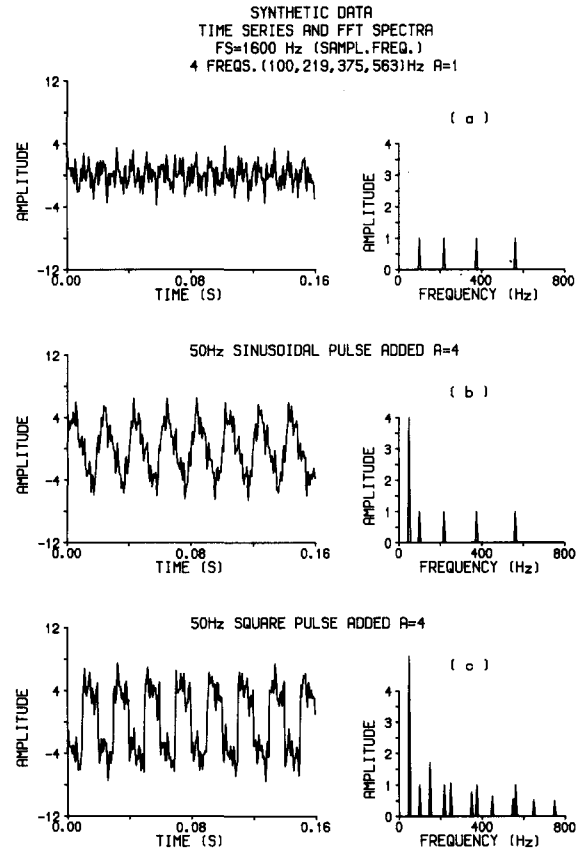 SYNTHETIC DATA
TIME SERIES AND FFT SPECTRA
FS=1600 Hz (SAMPL.FREQ.)
4 FREQS.(100,219,375,563)Hz A=1
12
4
-4
-12
AMPLITUDE
0.00
0.08
0.16
TIME (S)
( a )
4
3
2
1
0
AMPLITUDE
0
400
800
FREQUENCY (Hz)
50Hz SINUSOIDAL PULSE ADDED A=4
12
4
-4
-12
AMPLITUDE
0.00
0.08
0.16
TIME (S)
( b )
4
3
2
1
0
AMPLITUDE
0
400
800
FREQUENCY (Hz)
50Hz SQUARE PULSE ADDED A=4
12
4
-4
-12
AMPLITUDE
0.00
0.08
0.16
TIME (S)
( c )
4
3
2
1
0
AMPLITUDE
0
400
800
FREQUENCY (Hz)